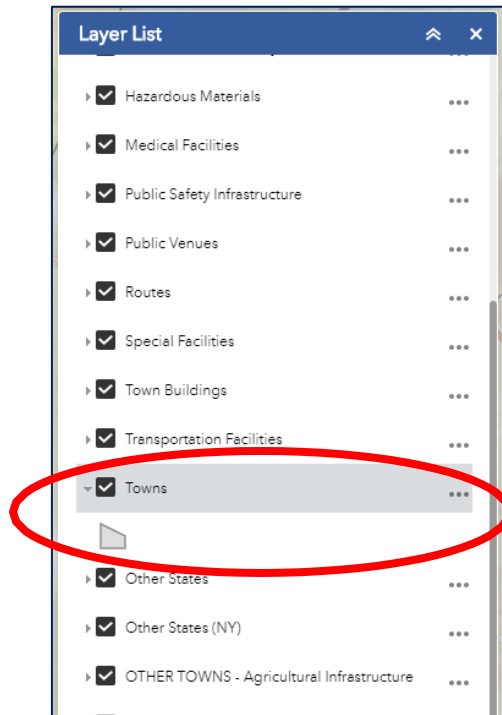 Layer List
Hazardous Materials
Medical Facilities
Public Safety Infrastructure
Public Venues
Routes
Special Facilities
Town Buildings
Transportation Facilities
Towns
Other States
Other States (NY)
OTHER TOWNS - Agricultural Infrastructure